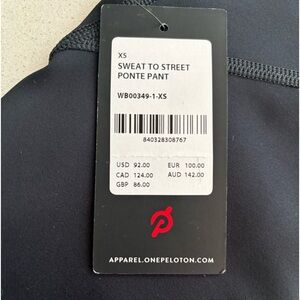 XS
SWEAT TO STREET
PONTE PANT
WB00349-1-XS
840328308767
USD 92.00 EUR 100.00
CAD 124.00 AUD 142.00
GBP 86.00
APPAREL.ONEPELOTON.COM